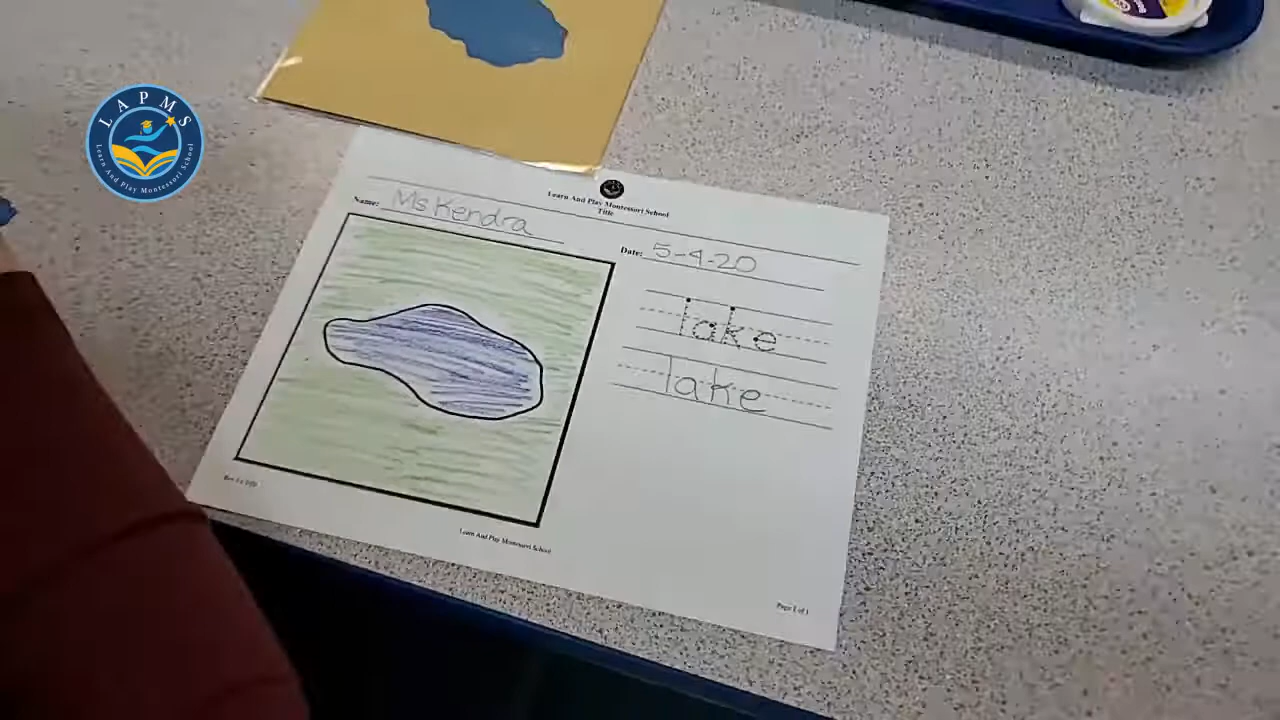 LAPMS
Learn And Play Montessori School
Learn And Play Montessori School
Title
Name: Ms Kendra
Date: 5-4-20
lake
lake
Learn And Play Montessori School
Page 1 of 1